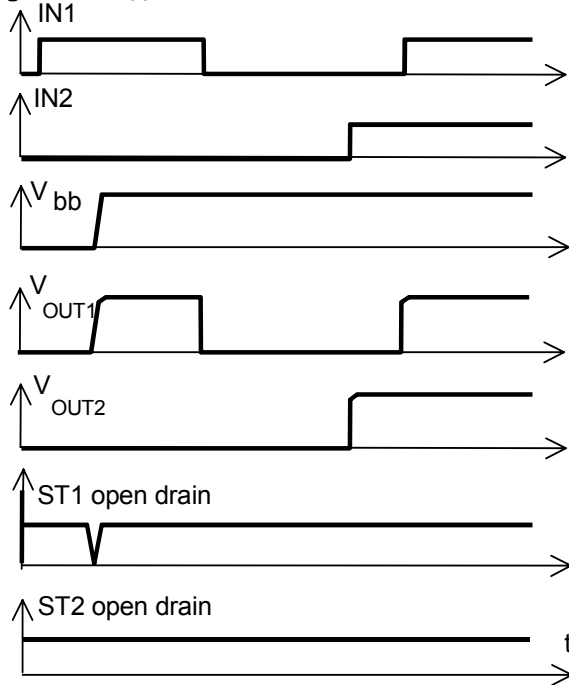 IN1
IN2
V bb
V OUT1
V OUT2
ST1 open drain
ST2 open drain
t